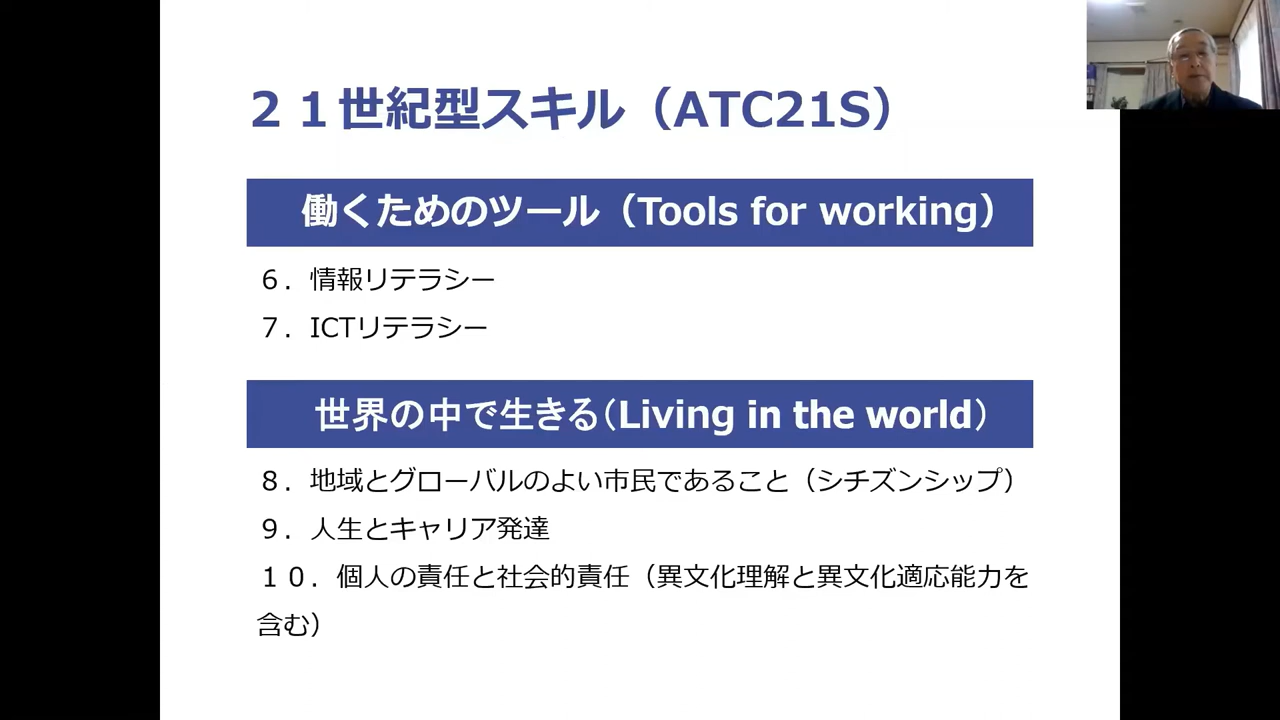 ２１世紀型スキル（ATC21S）
働くためのツール（Tools for working）
６．情報リテラシー
７．ICTリテラシー
世界の中で生きる（Living in the world）
８．地域とグローバルのよい市民であること（シチズンシップ）
９．人生とキャリア発達
１０．個人の責任と社会的責任（異文化理解と異文化適応能力を
含む）